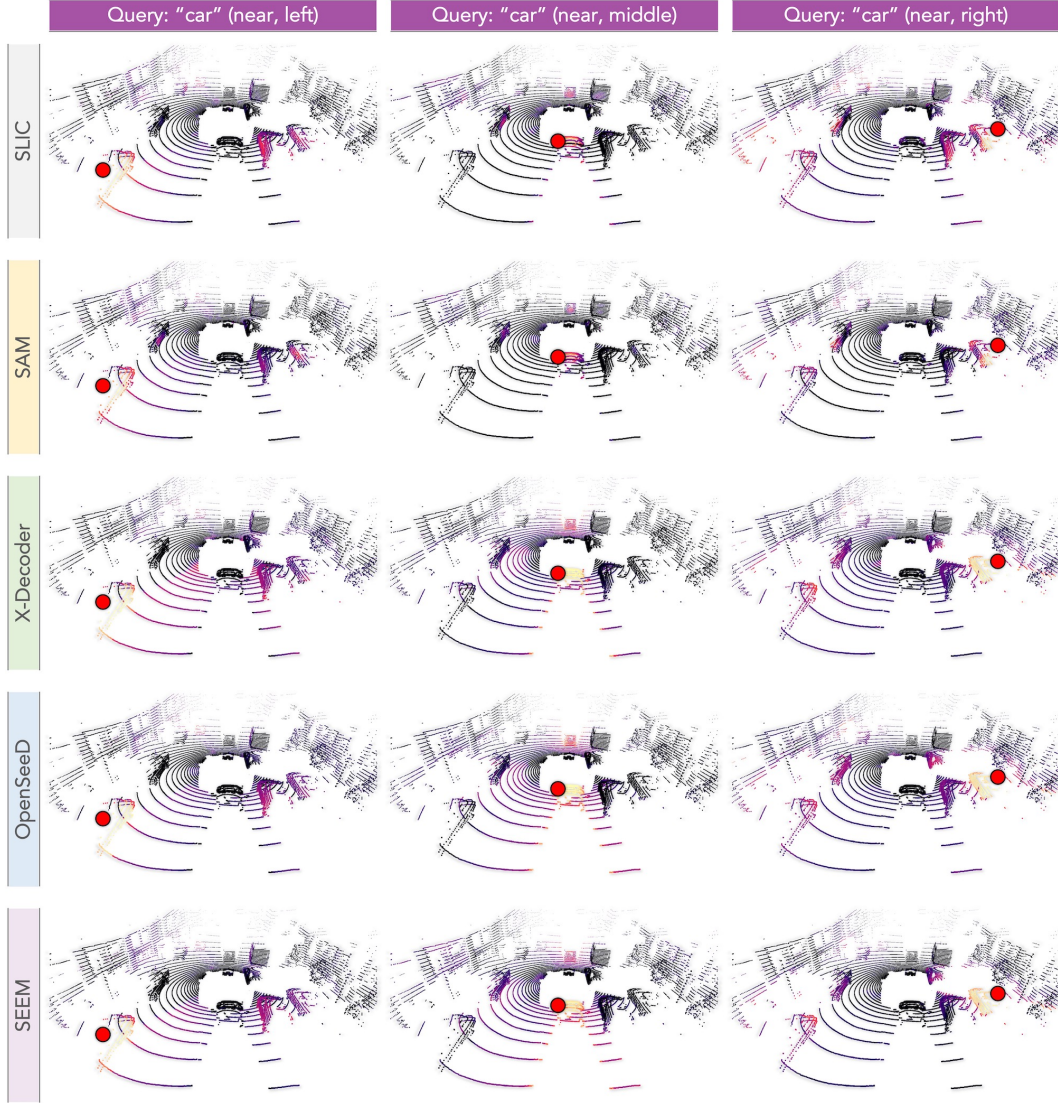 Query: “car” (near, left)
Query: “car” (near, middle)
Query: “car” (near, right)
SLIC
SAM
X-Decoder
OpenSeeD
SEEM